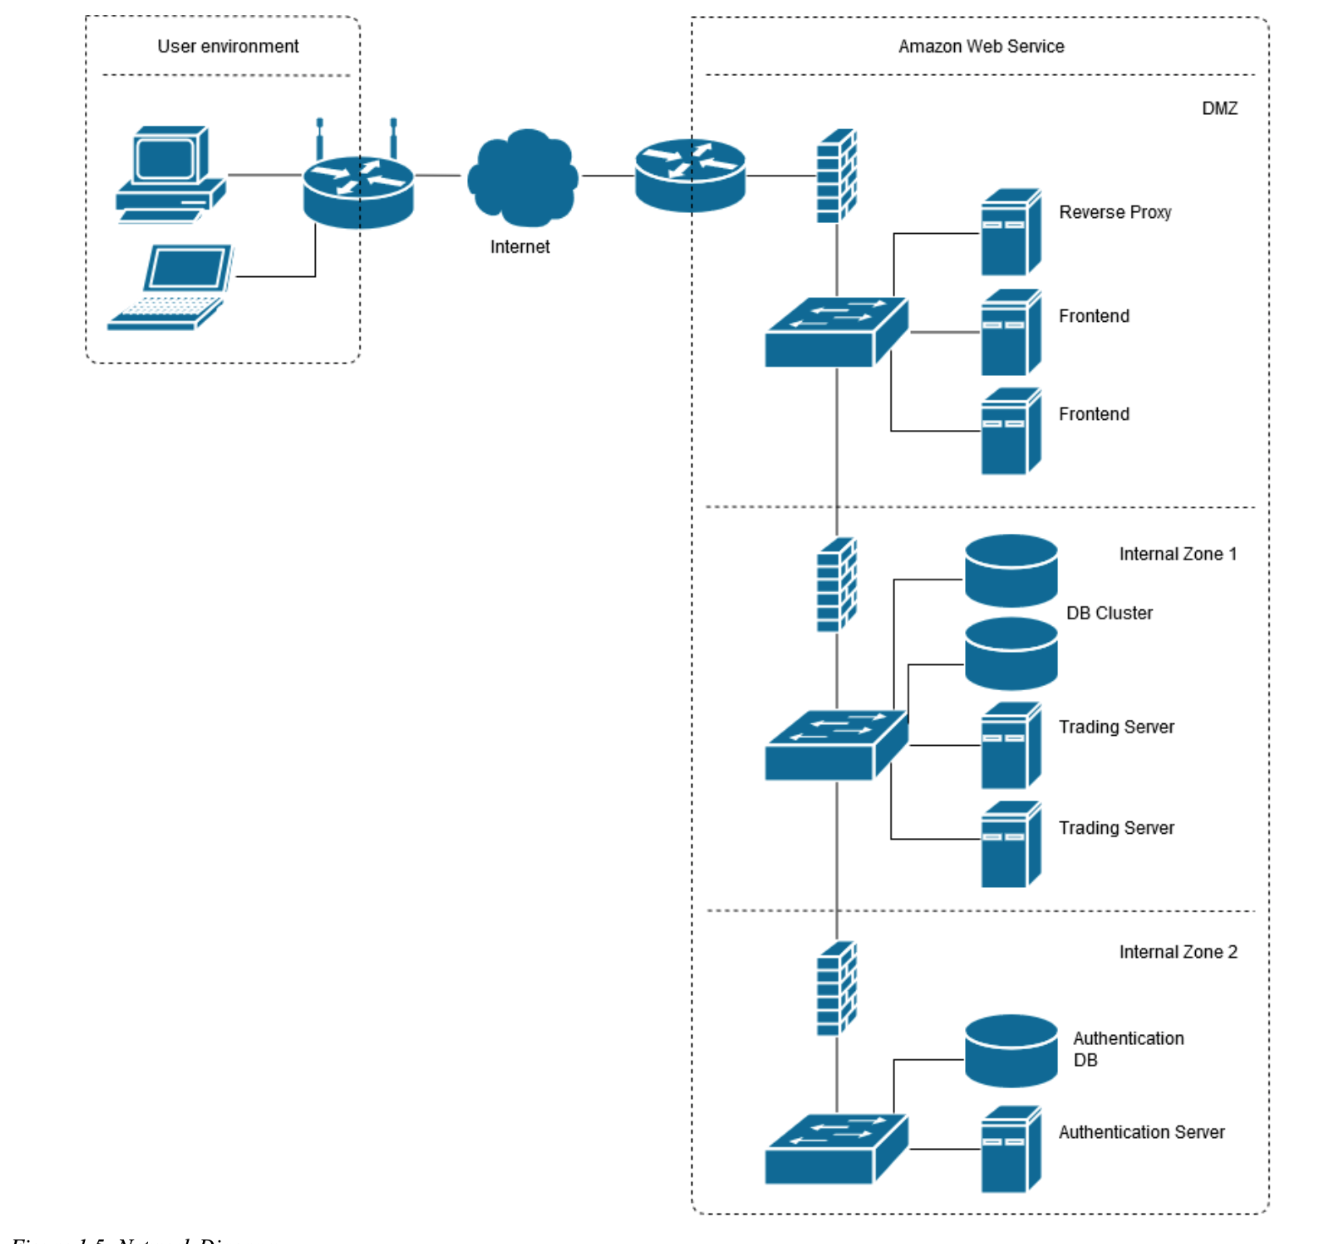 User environment
Amazon Web Service
DMZ
Reverse Proxy
Internet
Frontend
Frontend
Internal Zone 1
DB Cluster
Trading Server
Trading Server
Internal Zone 2
Authentication
DB
Authentication Server